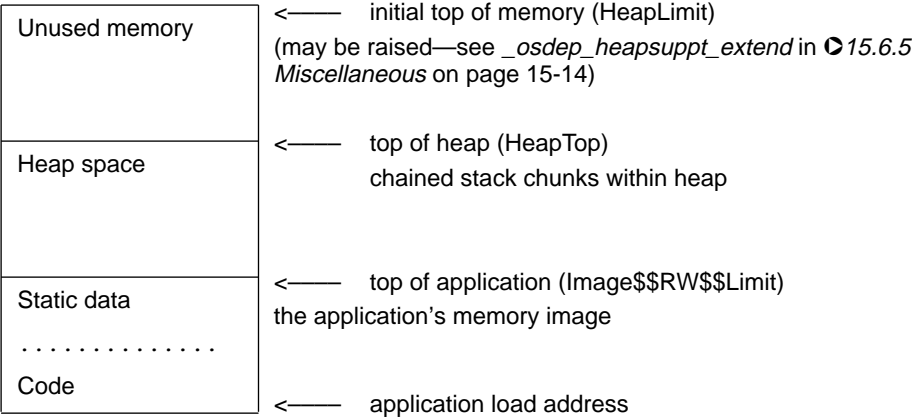 Unused memory
<—— initial top of memory (HeapLimit)
(may be raised—see _osdep_heapsuppt_extend in 15.6.5
Miscellaneous on page 15-14)
<—— top of heap (HeapTop)
Heap space
chained stack chunks within heap
<—— top of application (Image$$RW$$Limit)
Static data
the application’s memory image
. . . . . . . . . . . . . .
Code
<—— application load address